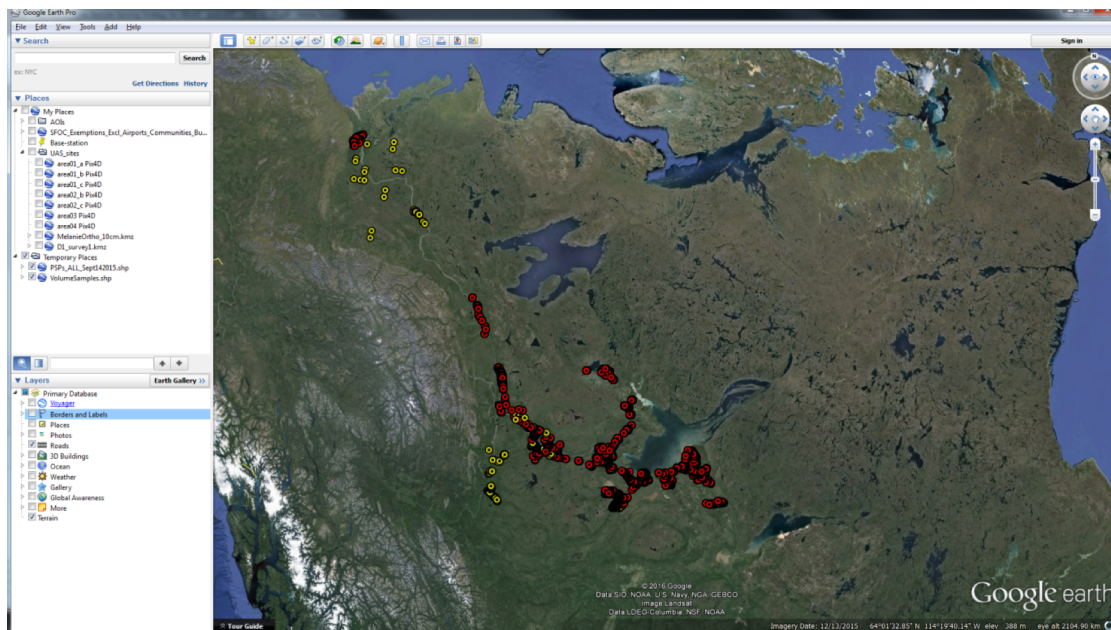 Google Earth Pro
File Edit View Tools Add Help
Search
Sign in
Search
ex: NYC
Get Directions History
Places
My Places
AOIs
SFOC_Exemptions_Excl_Airports_Communities_Bu...
Base-station
UAS_sites
area01_a Pix4D
area01_b Pix4D
area01_c Pix4D
area02_b Pix4D
area02_c Pix4D
area03 Pix4D
area04 Pix4D
MelanieOrtho_10cm.kmz
D1_survey1.kmz
Temporary Places
PSPs_ALL_Sept142015.shp
VolumeSamples.shp
Layers
Earth Gallery >>
Primary Database
Voyager
Borders and Labels
Places
Photos
Roads
3D Buildings
Ocean
Weather
Gallery
Global Awareness
More
Terrain
© 2016 Google
Data SIO, NOAA, U.S. Navy, NGA, GEBCO
Image Landsat
Data LDEO-Columbia, NSF, NOAA
Google earth
Tour Guide
Imagery Date: 12/13/2015 64°01'32.85" N 114°19'40.14" W elev 388 m eye alt 2104.90 km